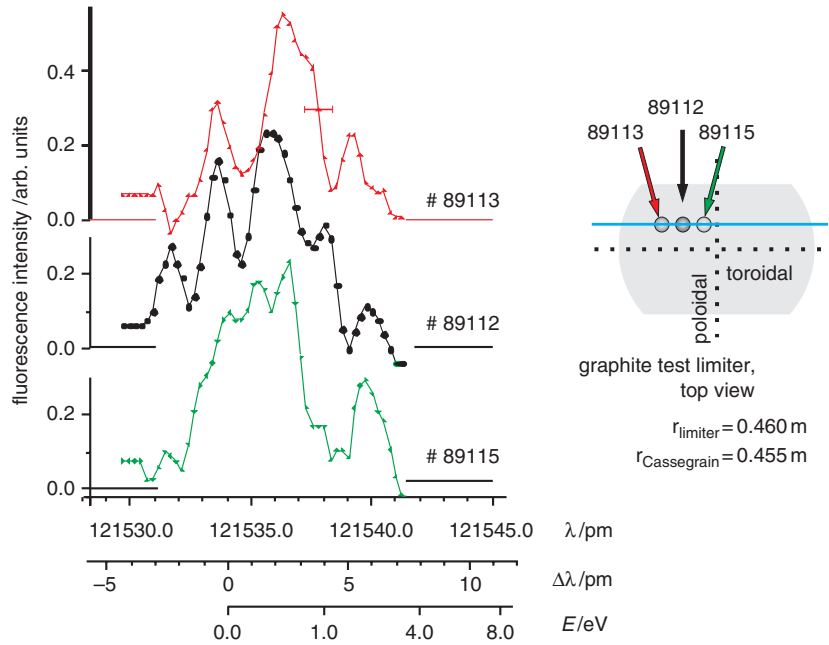 fluorescence intensity /arb. units
0.4
0.2
0.0
# 89113
0.2
0.0
# 89112
0.2
0.0
# 89115
121530.0 121535.0 121540.0 121545.0 λ/pm
−5 0 5 10 Δλ/pm
0.0 1.0 4.0 8.0 E/eV
89112
89113 89115
toroidal
poloidal
graphite test limiter,
top view
r_limiter = 0.460 m
r_Cassegrain = 0.455 m